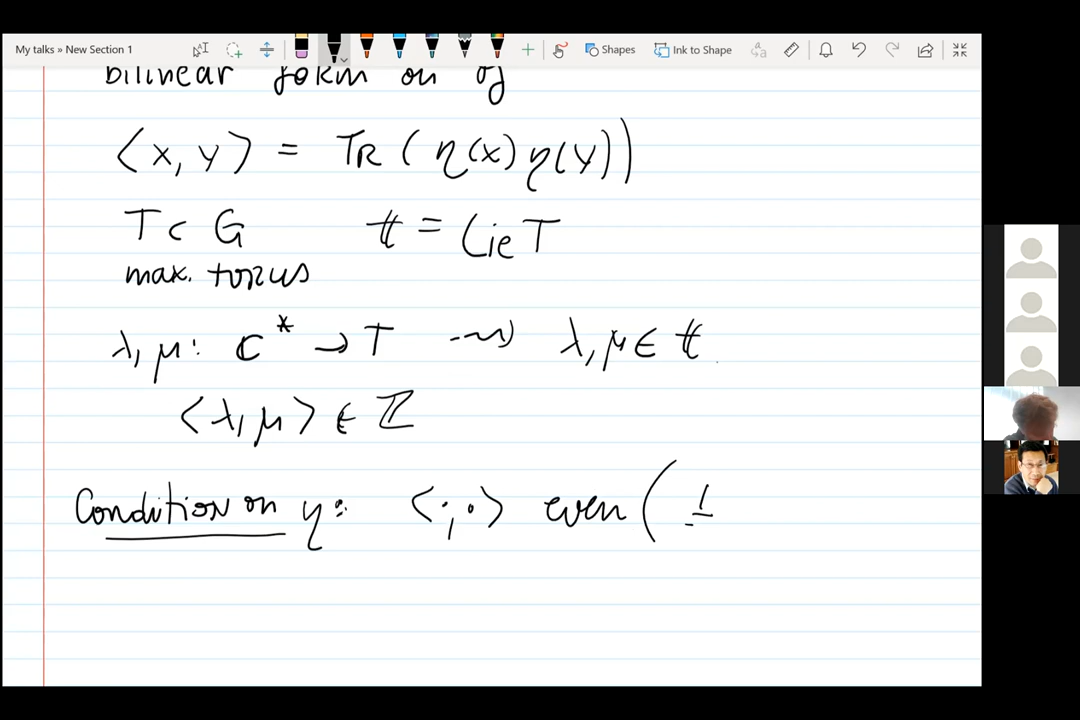 My talks » New Section 1
Shapes
Ink to Shape
bilinear form on 𝔤
⟨x, y⟩ = TR (η(x) η(y))
T ⊂ G 𝔱 = Lie T
max. torus
λ, μ: ℂ* → T ⇝ λ, μ ∈ 𝔱
⟨λ, μ⟩ ∈ ℤ
Condition on η: ⟨·,·⟩ even (